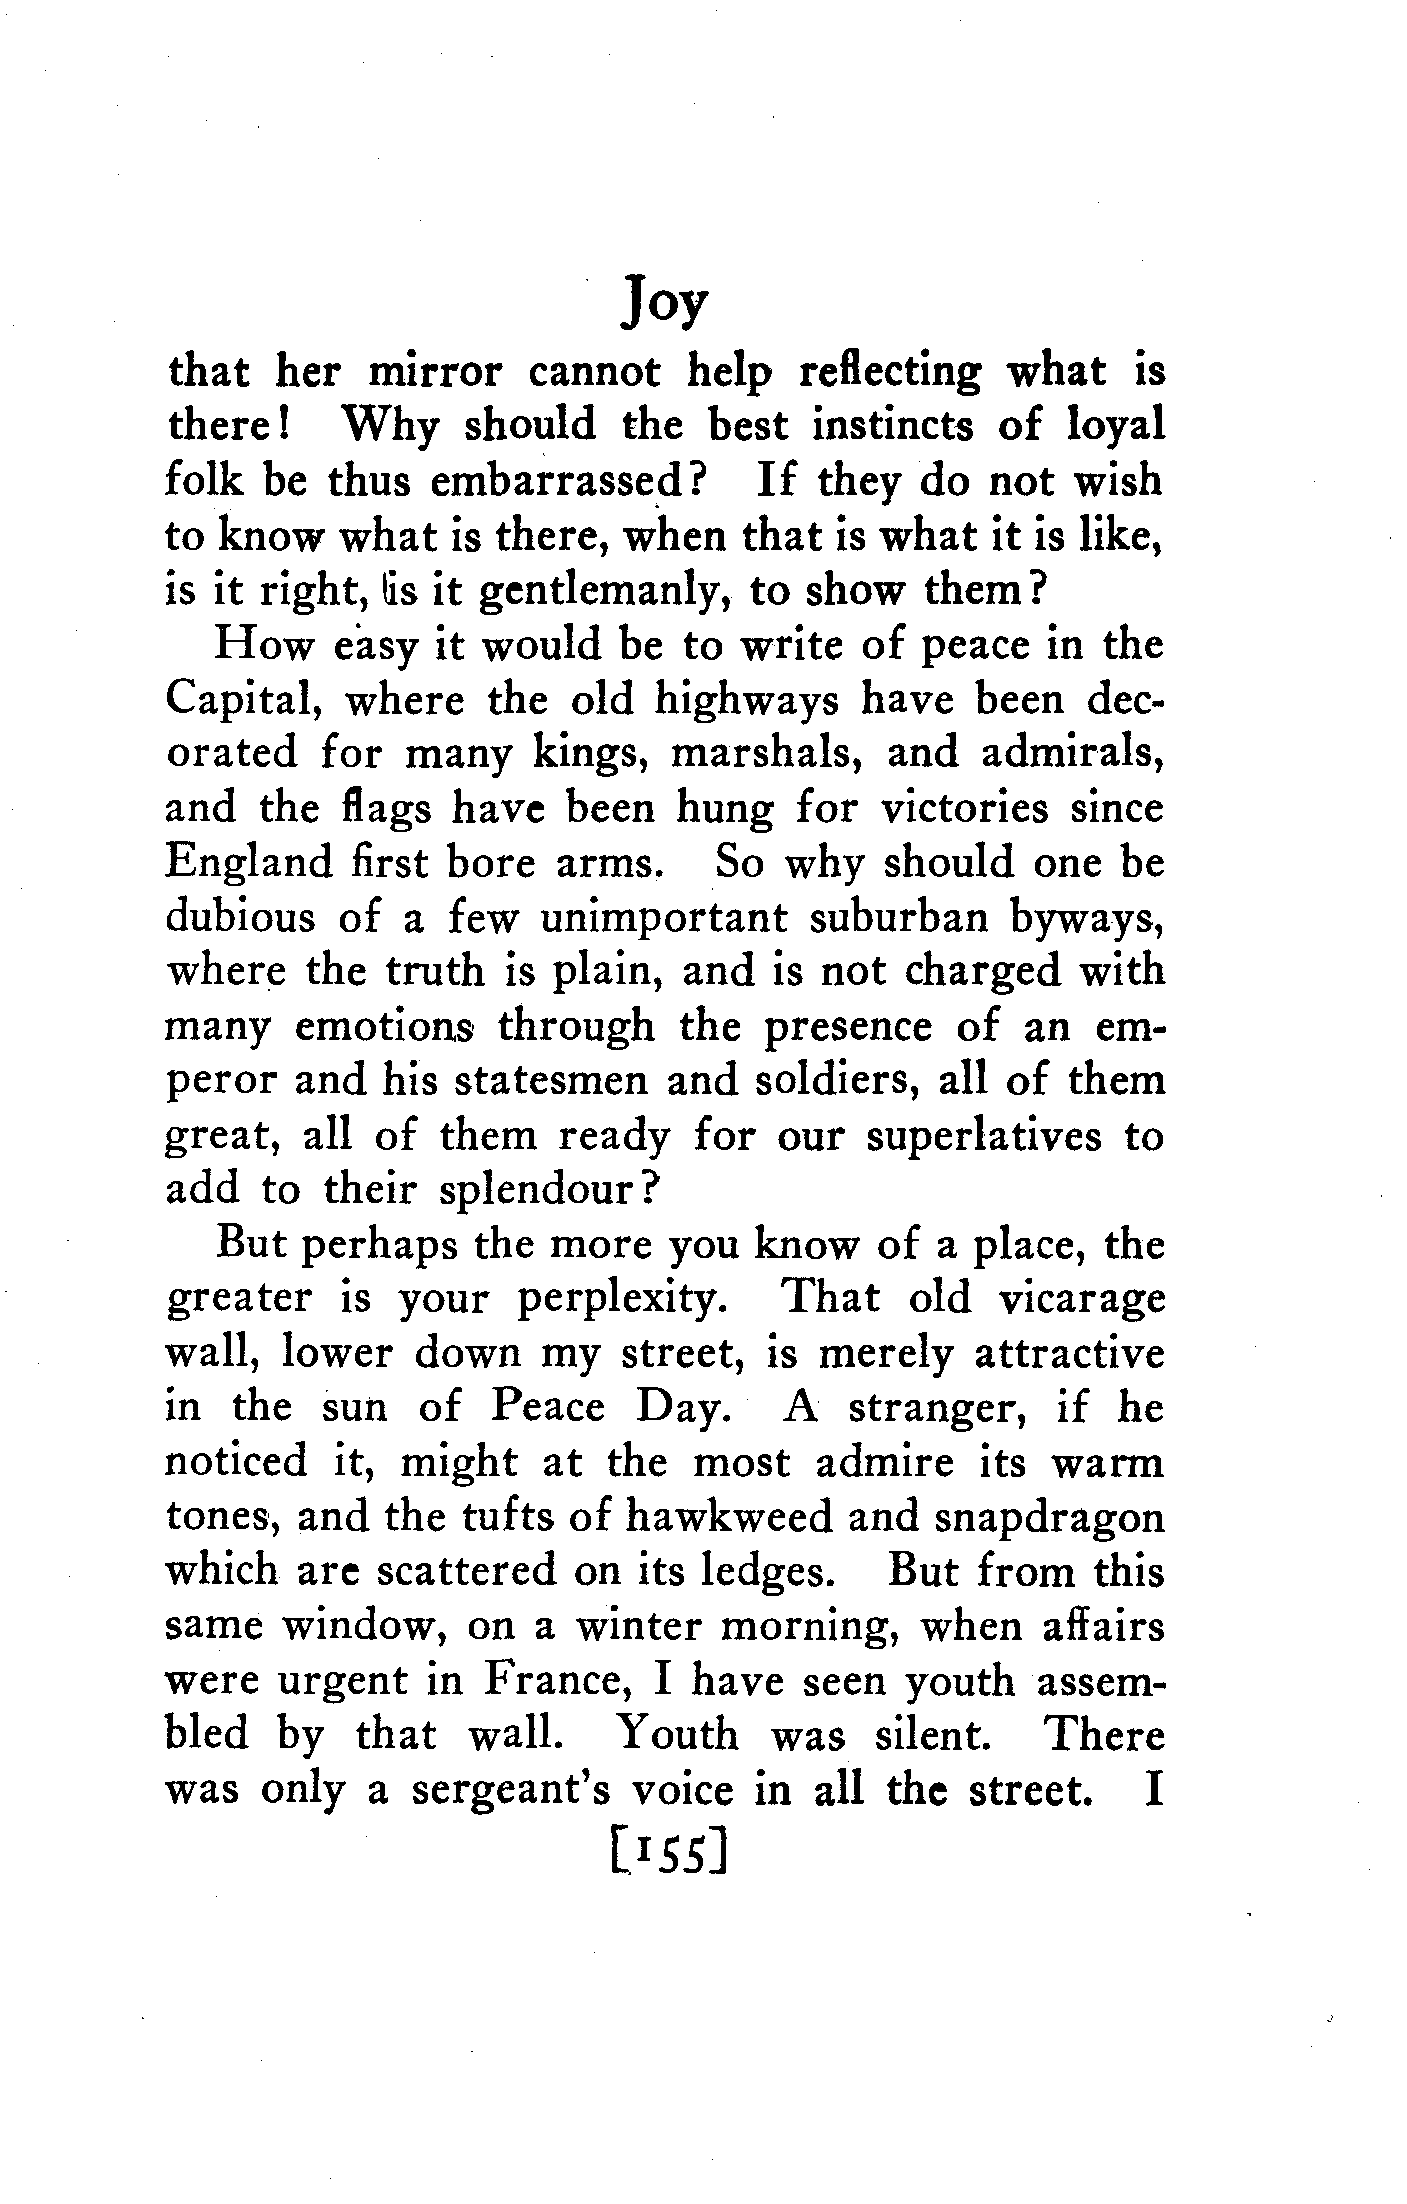 Joy
that her mirror cannot help reflecting what is
there! Why should the best instincts of loyal
folk be thus embarrassed? If they do not wish
to know what is there, when that is what it is like,
is it right, is it gentlemanly, to show them?
How easy it would be to write of peace in the
Capital, where the old highways have been dec-
orated for many kings, marshals, and admirals,
and the flags have been hung for victories since
England first bore arms. So why should one be
dubious of a few unimportant suburban byways,
where the truth is plain, and is not charged with
many emotions through the presence of an em-
peror and his statesmen and soldiers, all of them
great, all of them ready for our superlatives to
add to their splendour?
But perhaps the more you know of a place, the
greater is your perplexity. That old vicarage
wall, lower down my street, is merely attractive
in the sun of Peace Day. A stranger, if he
noticed it, might at the most admire its warm
tones, and the tufts of hawkweed and snapdragon
which are scattered on its ledges. But from this
same window, on a winter morning, when affairs
were urgent in France, I have seen youth assem-
bled by that wall. Youth was silent. There
was only a sergeant's voice in all the street. I
[155]